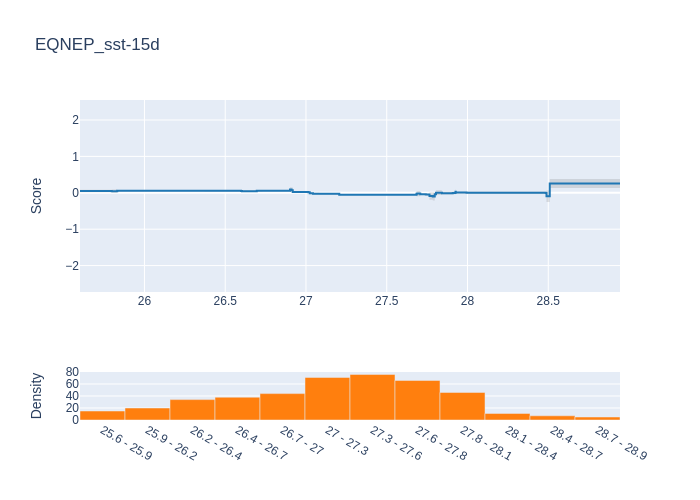 EQNEP_sst-15d
Score
2
1
0
−1
−2
26
26.5
27
27.5
28
28.5
Density
80
60
40
20
0
25.6 - 25.9
25.9 - 26.2
26.2 - 26.4
26.4 - 26.7
26.7 - 27
27 - 27.3
27.3 - 27.6
27.6 - 27.8
27.8 - 28.1
28.1 - 28.4
28.4 - 28.7
28.7 - 28.9